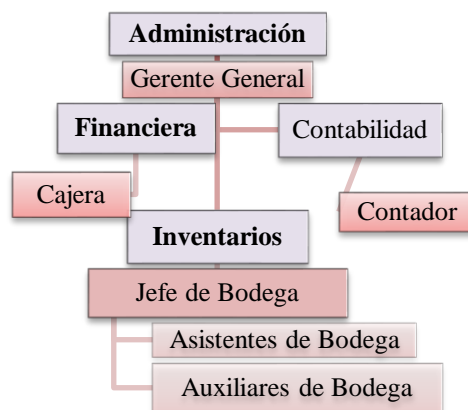 Administración
Gerente General
Financiera
Contabilidad
Cajera
Contador
Inventarios
Jefe de Bodega
Asistentes de Bodega
Auxiliares de Bodega